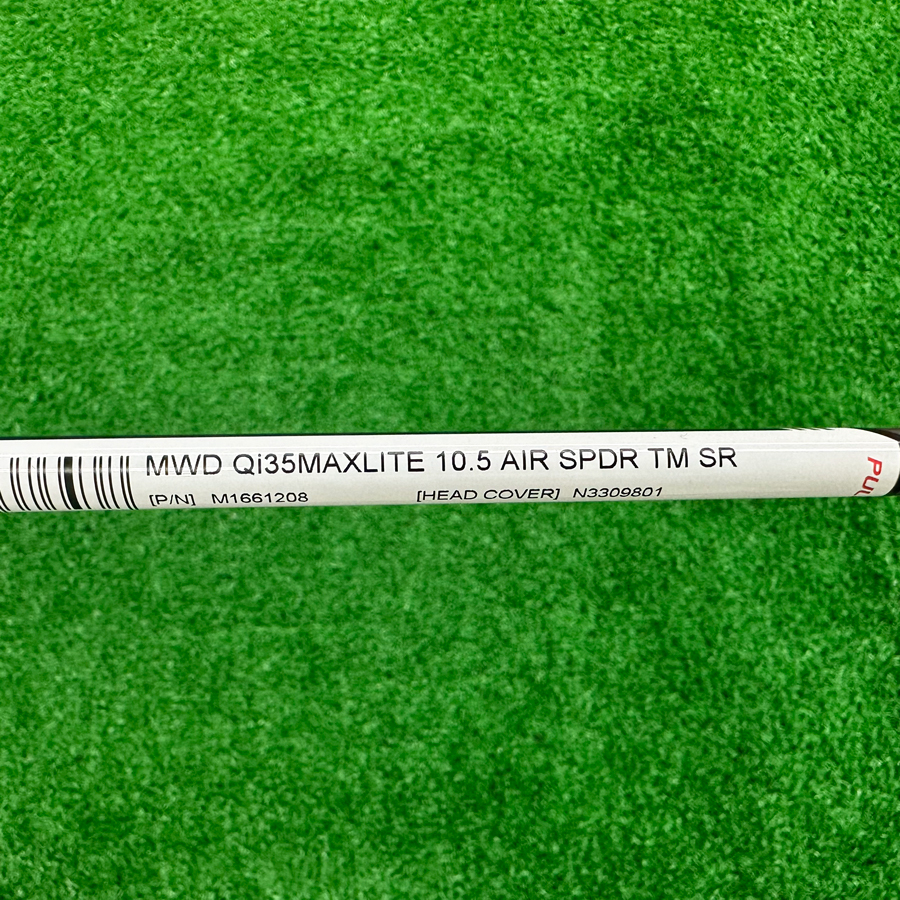 MWD Qi35MAXLITE 10.5 AIR SPDR TM SR
[P/N] M1661208 [HEAD COVER] N3309801